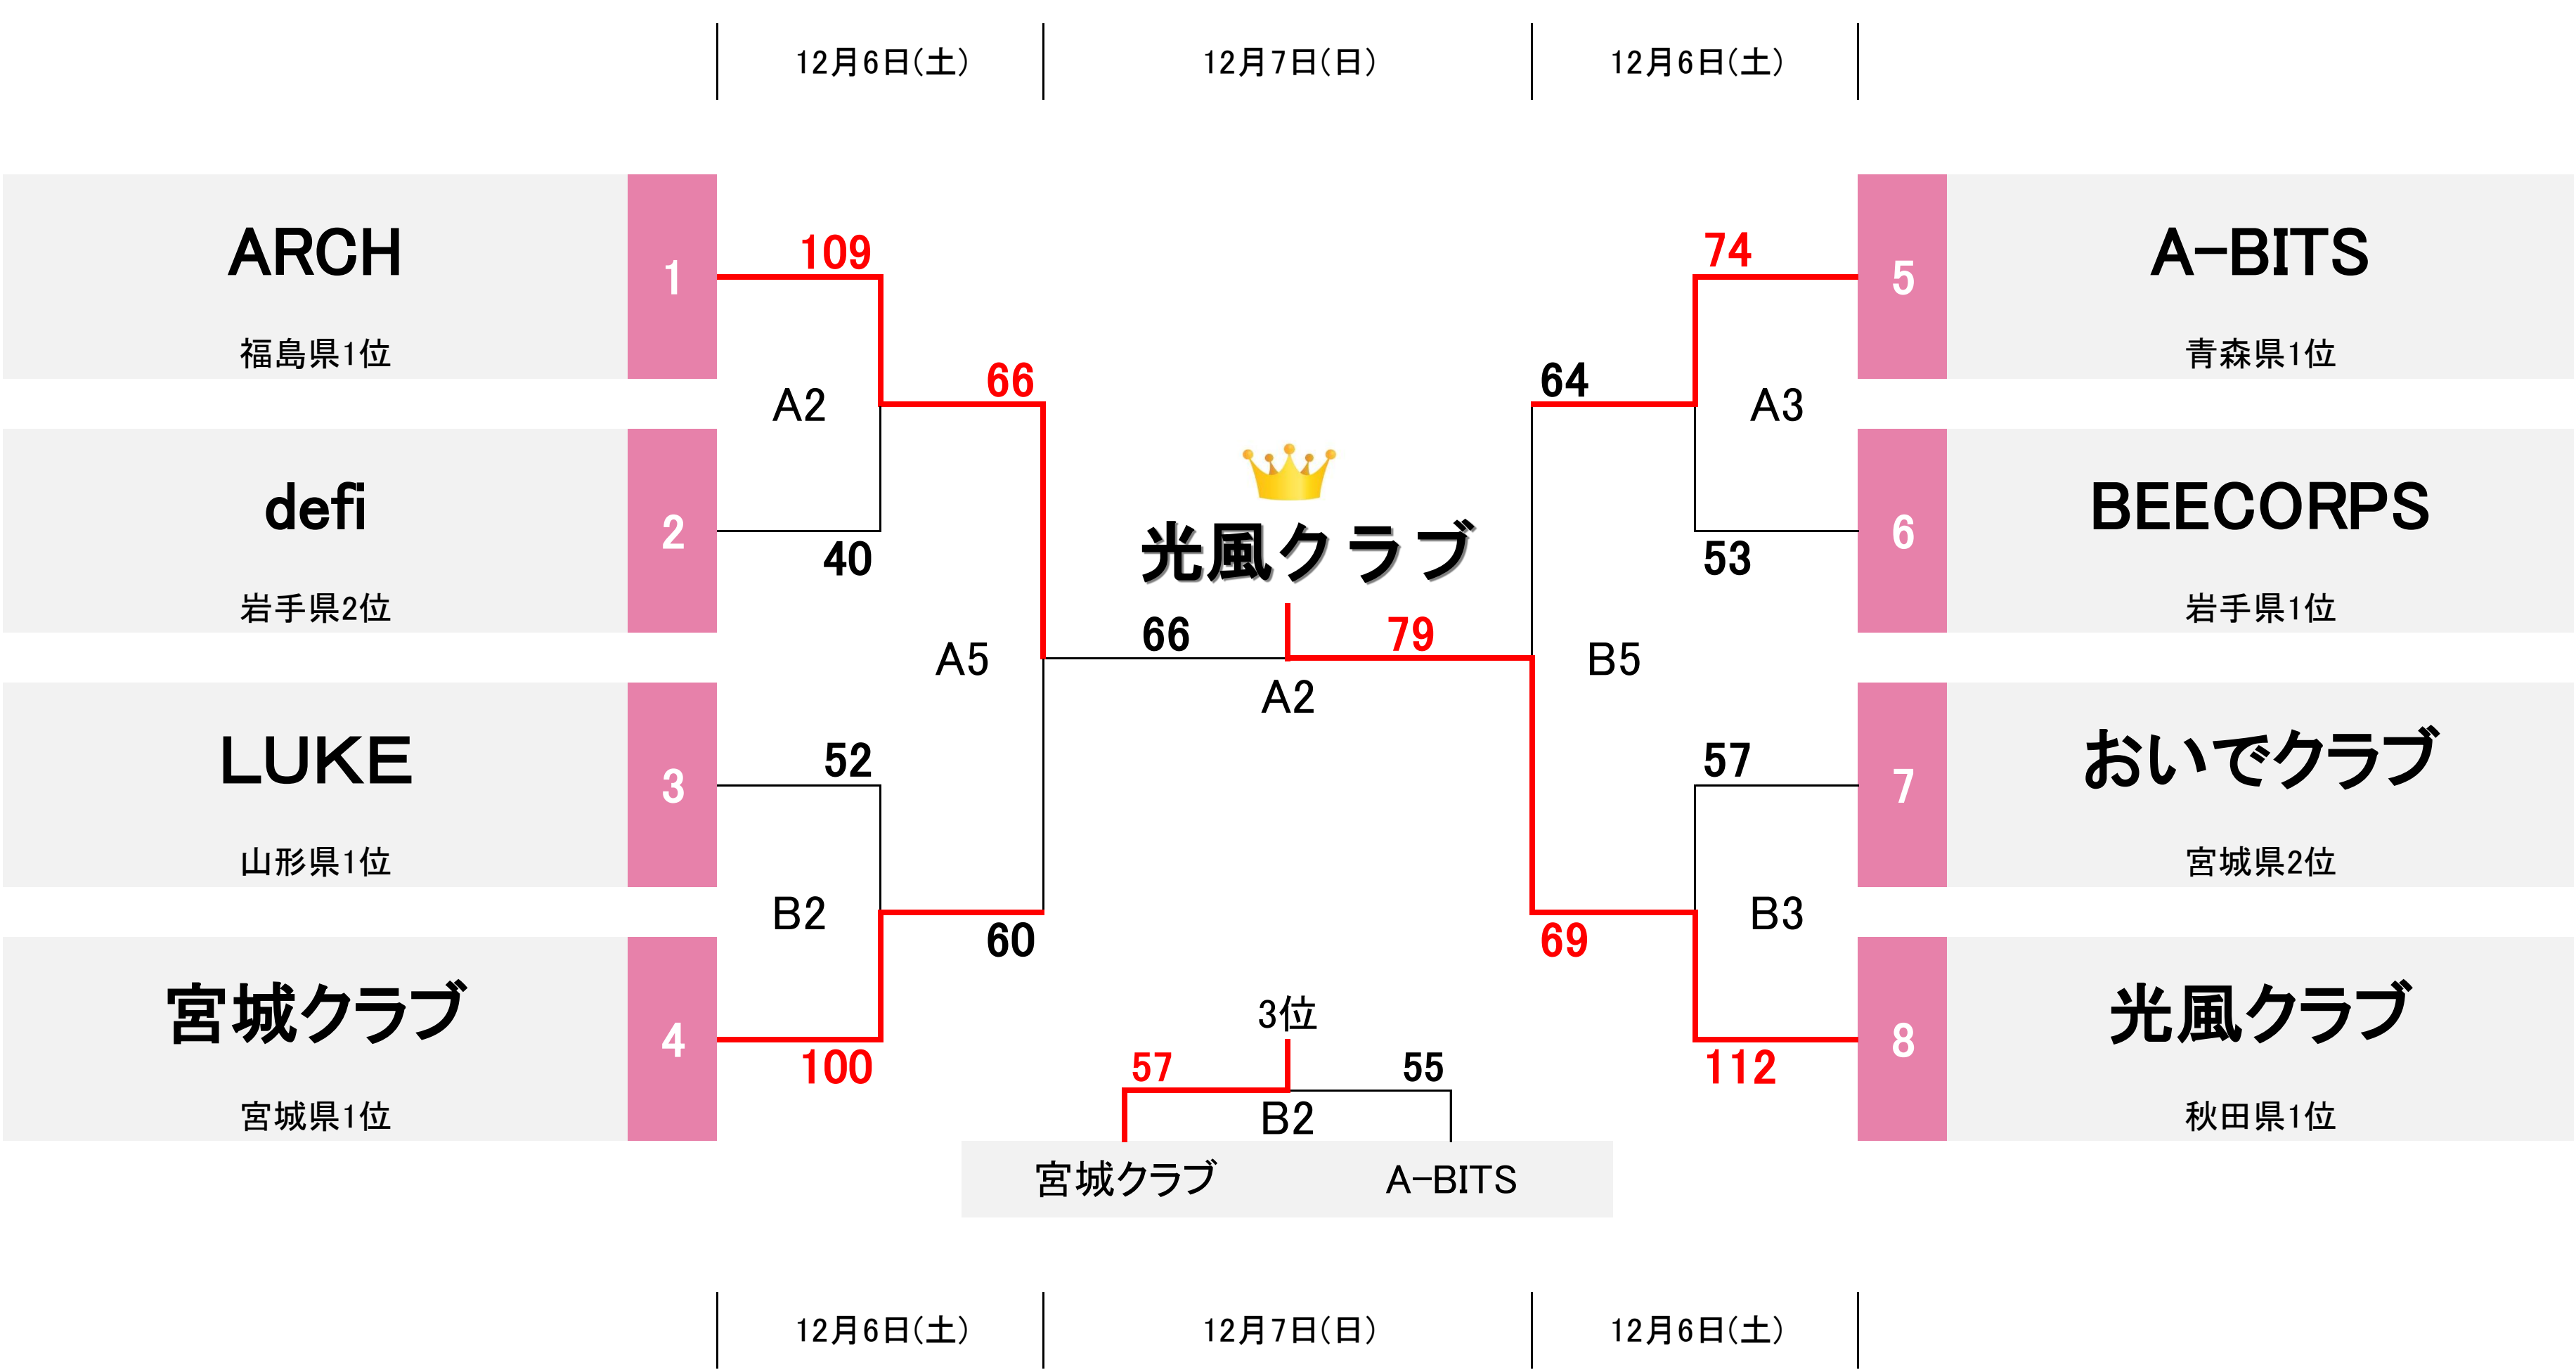 12月6日(土)
12月7日(日)
12月6日(土)
ARCH
福島県1位
1
109
A2
defi
岩手県2位
2
40
66
A5
LUKE
山形県1位
3
52
B2
宮城クラブ
宮城県1位
4
100
60
光風クラブ
66
79
A2
74
5
A-BITS
青森県1位
64
A3
53
6
BEECORPS
岩手県1位
B5
57
7
おいでクラブ
宮城県2位
69
B3
112
8
光風クラブ
秋田県1位
3位
57
55
B2
宮城クラブ
A-BITS
12月6日(土)
12月7日(日)
12月6日(土)